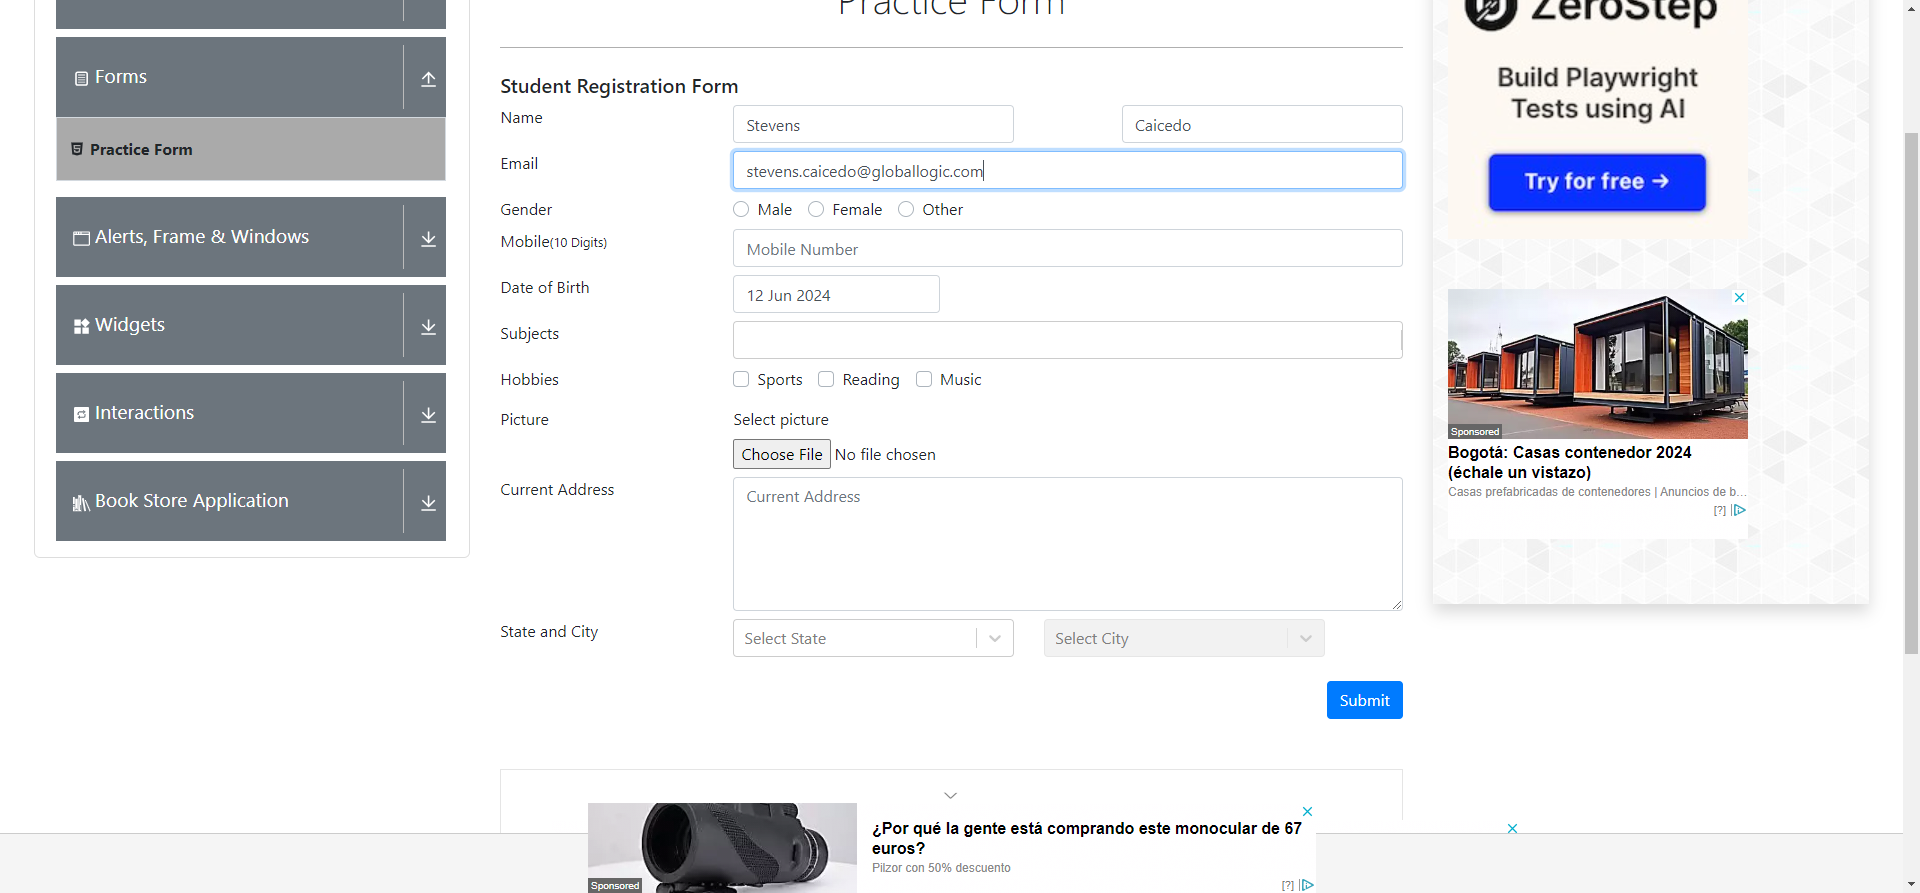 Practice Form
Forms
Practice Form
Alerts, Frame & Windows
Widgets
Interactions
Book Store Application
Student Registration Form
Name
Stevens
Caicedo
Email
stevens.caicedo@globallogic.com
Gender
Male
Female
Other
Mobile(10 Digits)
Mobile Number
Date of Birth
12 Jun 2024
Subjects
Hobbies
Sports
Reading
Music
Picture
Select picture
Choose File No file chosen
Current Address
Current Address
State and City
Select State
Select City
Submit
ZeroStep
Build Playwright
Tests using AI
Try for free →
Sponsored
Bogotá: Casas contenedor 2024
(échale un vistazo)
Casas prefabricadas de contenedores | Anuncios de b...
[?]
¿Por qué la gente está comprando este monocular de 67
euros?
Pilzor con 50% descuento
Sponsored
[?]